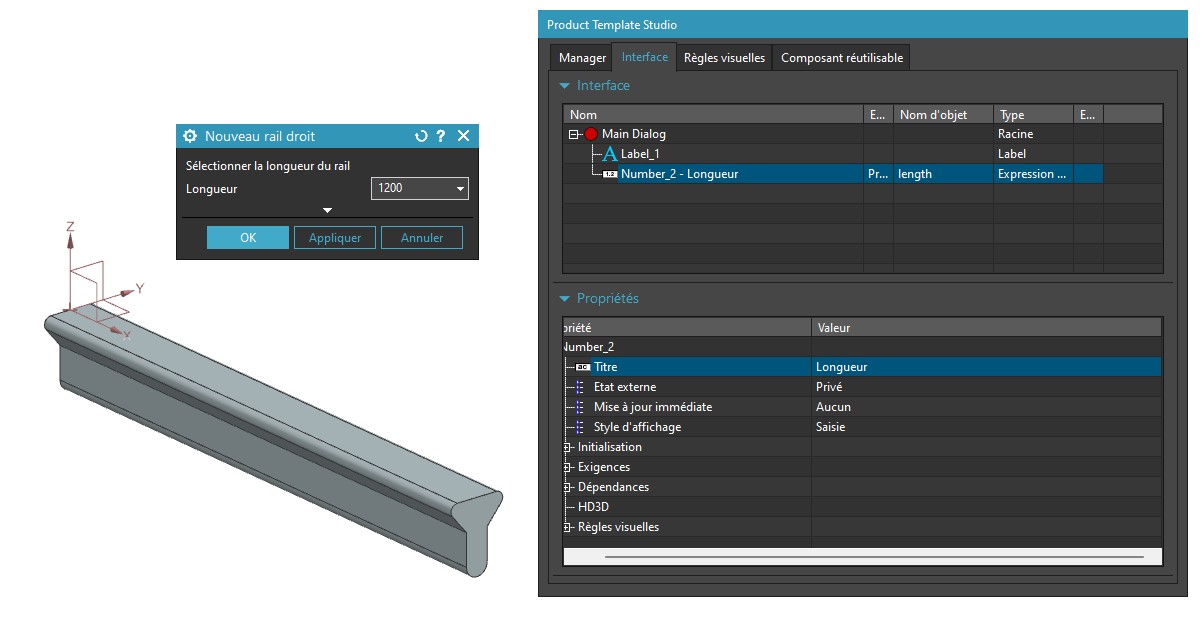 Nouveau rail droit
?
Sélectionner la longueur du rail
Longueur 1200
OK Appliquer Annuler
Z
Y
X
Product Template Studio
Manager Interface Règles visuelles Composant réutilisable
Interface
Nom E... Nom d'objet Type E...
Main Dialog Racine
A Label_1 Label
1.2 Number_2 - Longueur Pr... length Expression ...
Propriétés
priété Valeur
Number_2
Titre Longueur
Etat externe Privé
Mise à jour immédiate Aucun
Style d'affichage Saisie
Initialisation
Exigences
Dépendances
HD3D
Règles visuelles